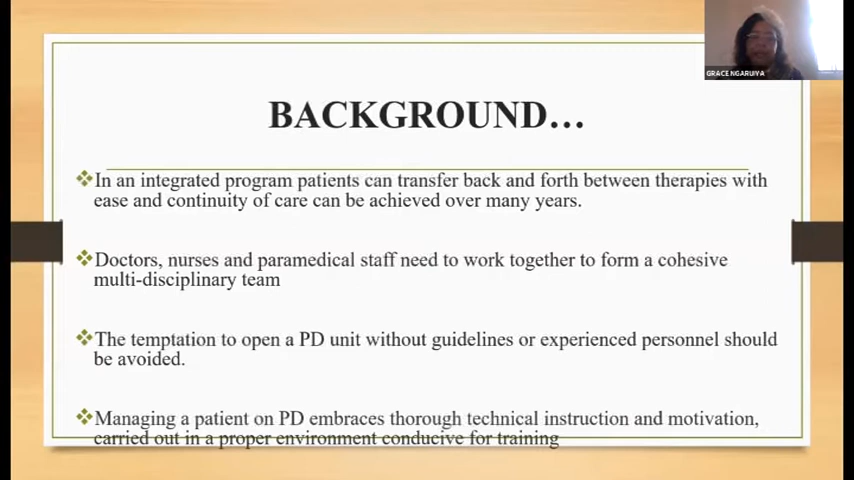 GRACE NGARUIYA
BACKGROUND…
In an integrated program patients can transfer back and forth between therapies with
ease and continuity of care can be achieved over many years.
Doctors, nurses and paramedical staff need to work together to form a cohesive
multi-disciplinary team
The temptation to open a PD unit without guidelines or experienced personnel should
be avoided.
Managing a patient on PD embraces thorough technical instruction and motivation,
carried out in a proper environment conducive for training